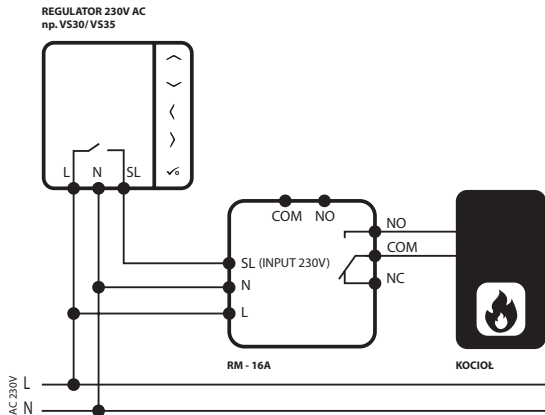 REGULATOR 230V AC
np. VS30/ VS35
L N SL
COM NO
NO
SL (INPUT 230V)
COM
N
NC
L
RM - 16A
KOCIOŁ
AC 230V
L
N